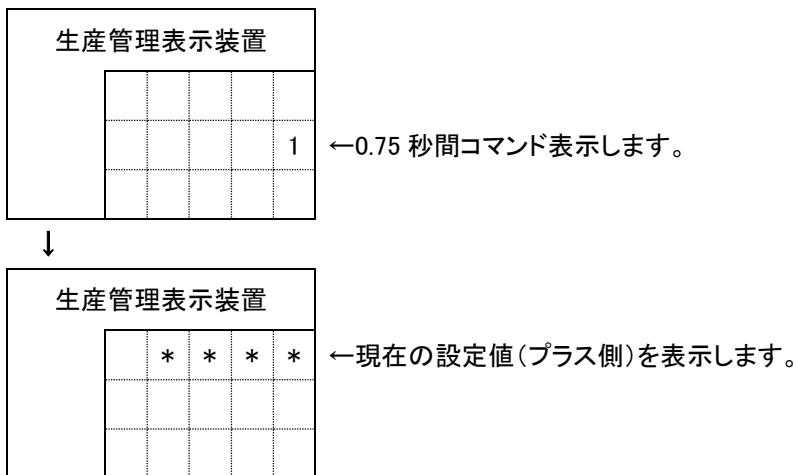 生産管理表示装置
1 ←0.75 秒間コマンド表示します。
↓
生産管理表示装置
* * * * ←現在の設定値(プラス側)を表示します。